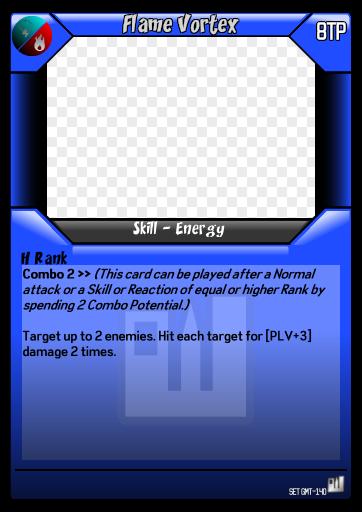 Flame Vortex
8TP
Skill - Energy
H Rank
Combo 2 >> (This card can be played after a Normal
attack or a Skill or Reaction of equal or higher Rank by
spending 2 Combo Potential.)
Target up to 2 enemies. Hit each target for [PLV+3]
damage 2 times.
SET GMT-140